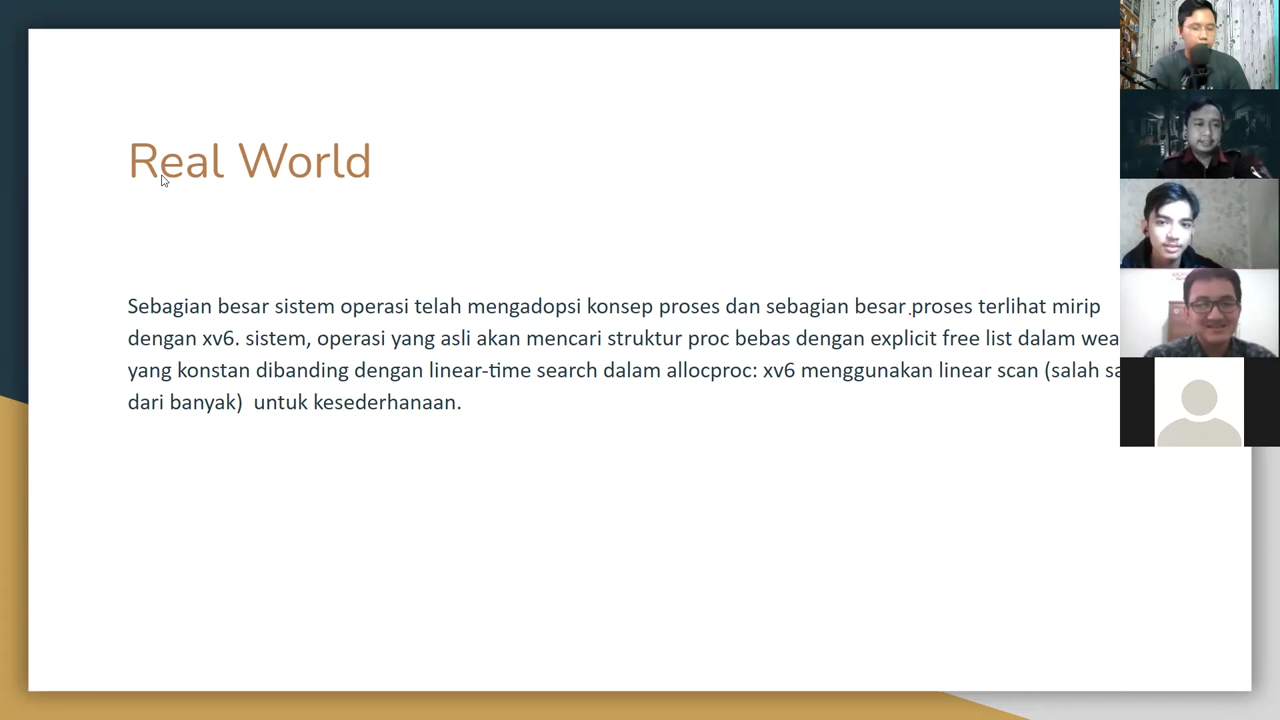 Real World
Sebagian besar sistem operasi telah mengadopsi konsep proses dan sebagian besar proses terlihat mirip
dengan xv6. sistem, operasi yang asli akan mencari struktur proc bebas dengan explicit free list dalam
yang konstan dibanding dengan linear-time search dalam allocproc: xv6 menggunakan linear scan (salah
dari banyak)  untuk kesederhanaan.